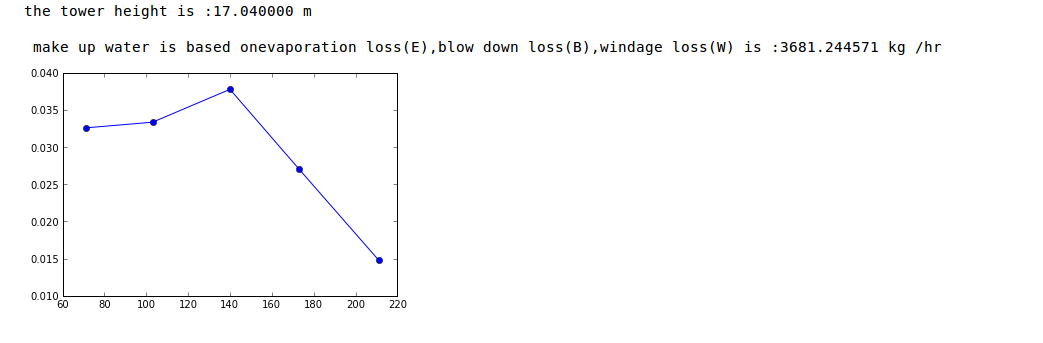 the tower height is :17.040000 m
make up water is based onevaporation loss(E),blow down loss(B),windage loss(W) is :3681.244571 kg /hr
0.040
0.035
0.030
0.025
0.020
0.015
0.010
60 80 100 120 140 160 180 200 220